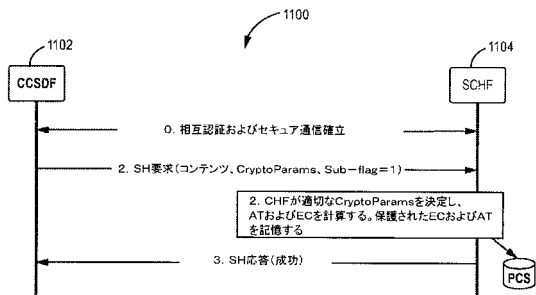 1100
1102
1104
CCSDF
SCHF
0. 相互認証およびセキュア通信確立
2. SH要求(コンテンツ、CryptoParams、Sub-flag=1)
2. CHFが適切なCryptoParamsを決定し、
ATおよびECを計算する。保護されたECおよびAT
を記憶する
3. SH応答(成功)
PCS